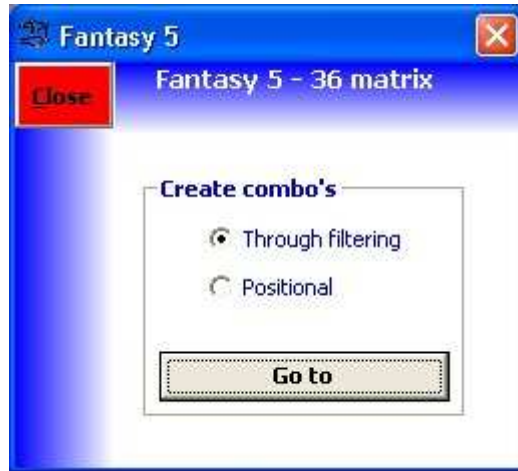 Fantasy 5
Close
Fantasy 5 - 36 matrix
Create combo's
Through filtering
Positional
Go to